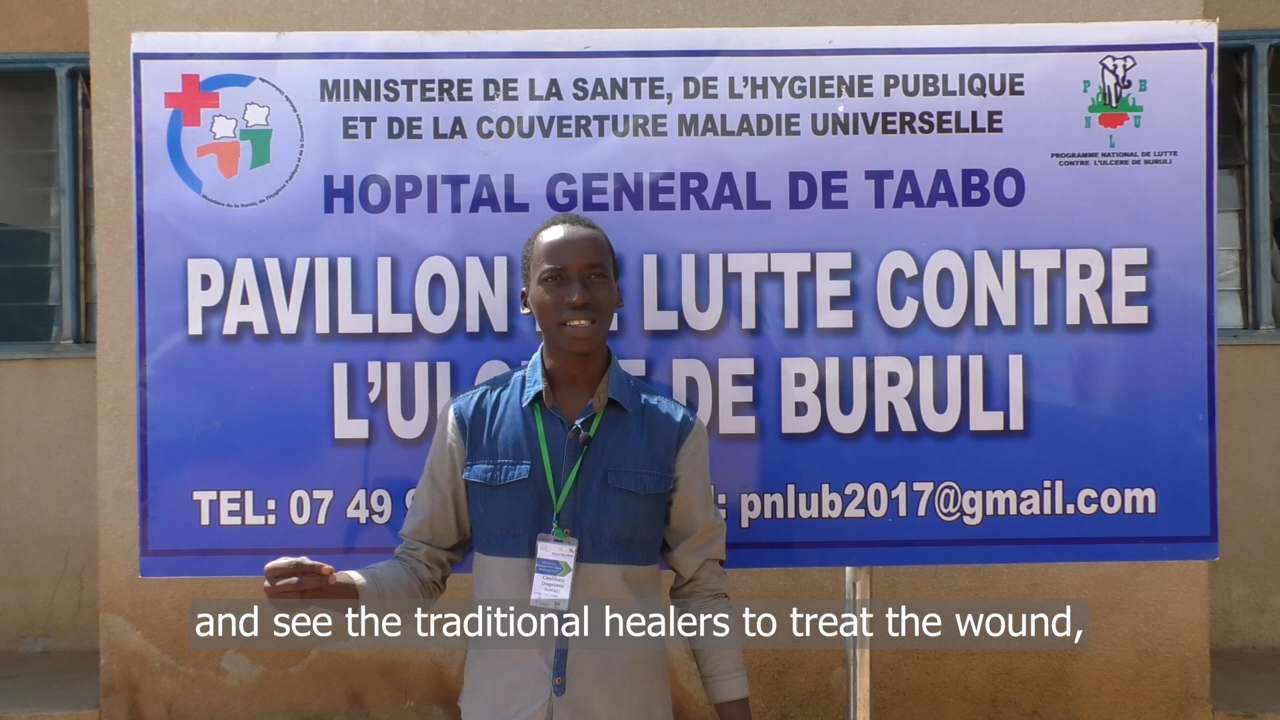 MINISTERE DE LA SANTE, DE L'HYGIENE PUBLIQUE
ET DE LA COUVERTURE MALADIE UNIVERSELLE
P B
N U
L
PROGRAMME NATIONAL DE LUTTE
CONTRE L'ULCERE DE BURULI
HOPITAL GENERAL DE TAABO
PAVILLON LUTTE CONTRE
L'UL DE BURULI
TEL: 07 49 : pnlub2017@gmail.com
and see the traditional healers to treat the wound,